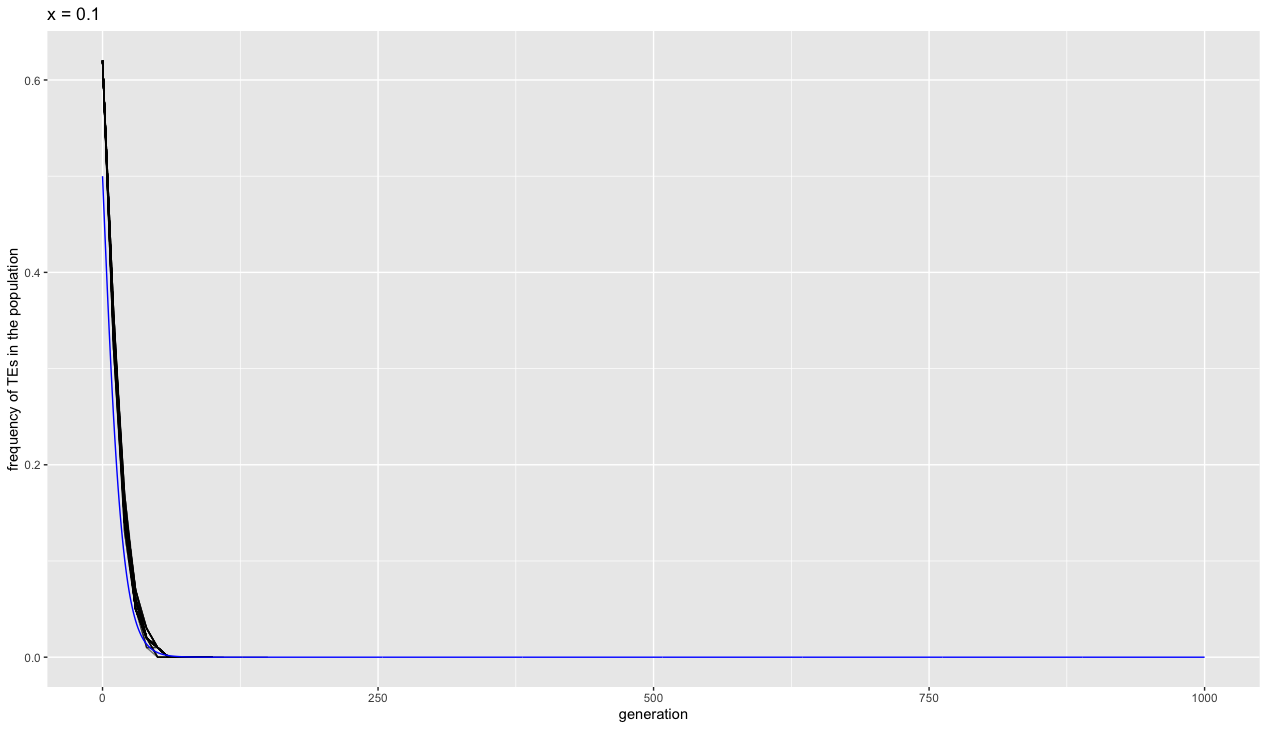 x = 0.1
frequency of TEs in the population
0.6
0.4
0.2
0.0
0 250 500 750 1000
generation